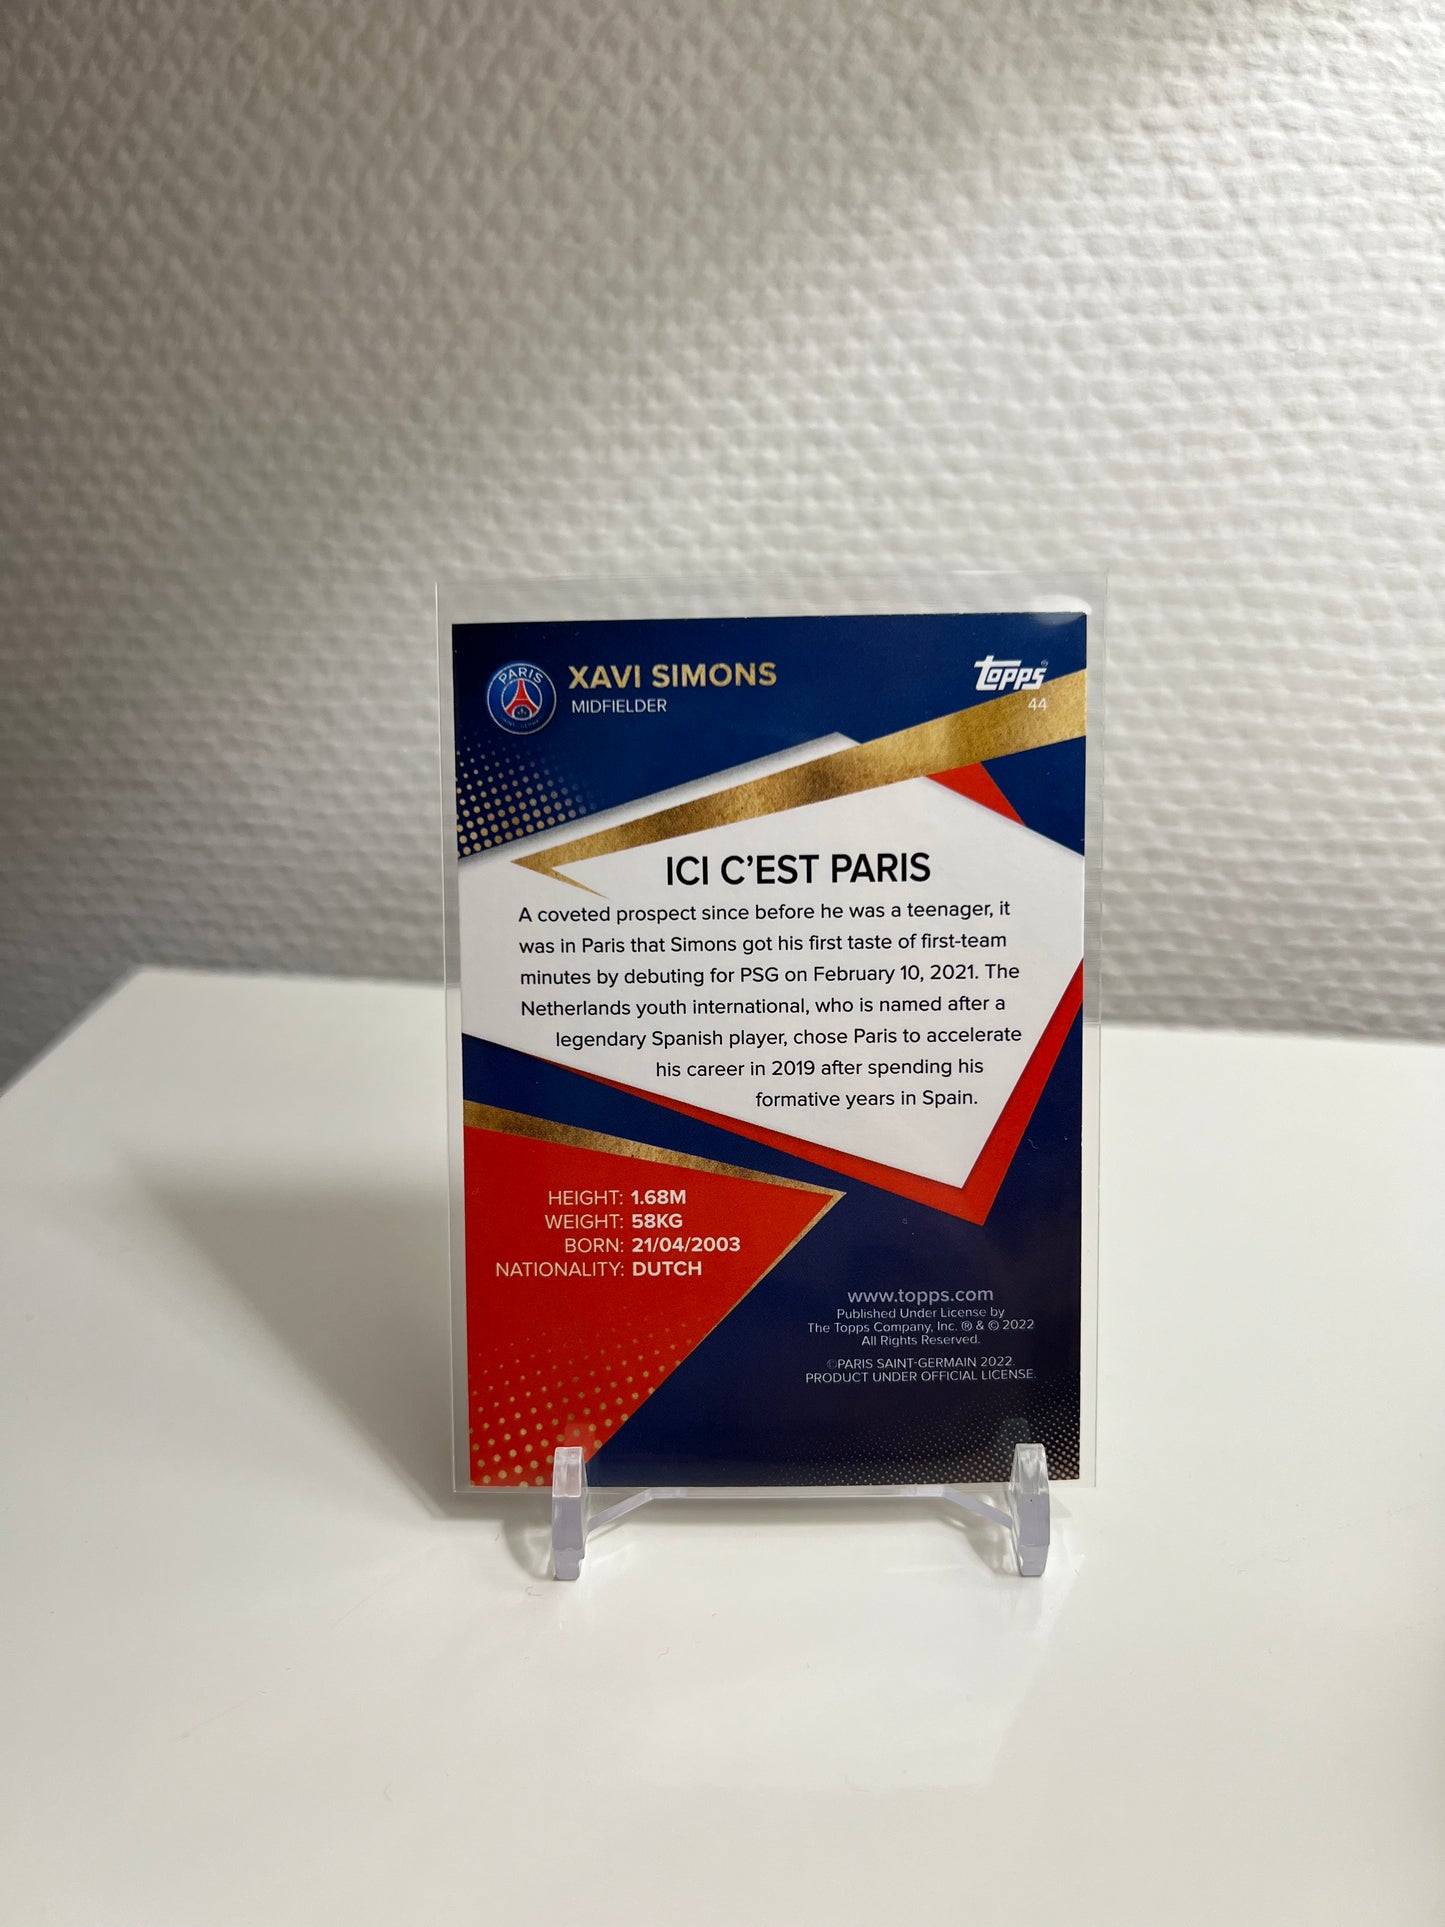 PARIS
XAVI SIMONS
MIDFIELDER
Topps
44
ICI C'EST PARIS
A coveted prospect since before he was a teenager, it
was in Paris that Simons got his first taste of first-team
minutes by debuting for PSG on February 10, 2021. The
Netherlands youth international, who is named after a
legendary Spanish player, chose Paris to accelerate
his career in 2019 after spending his
formative years in Spain.
HEIGHT: 1.68M
WEIGHT: 58KG
BORN: 21/04/2003
NATIONALITY: DUTCH
www.topps.com
Published Under License by
The Topps Company, Inc. ® & © 2022
All Rights Reserved.
©PARIS SAINT-GERMAIN 2022.
PRODUCT UNDER OFFICIAL LICENSE.